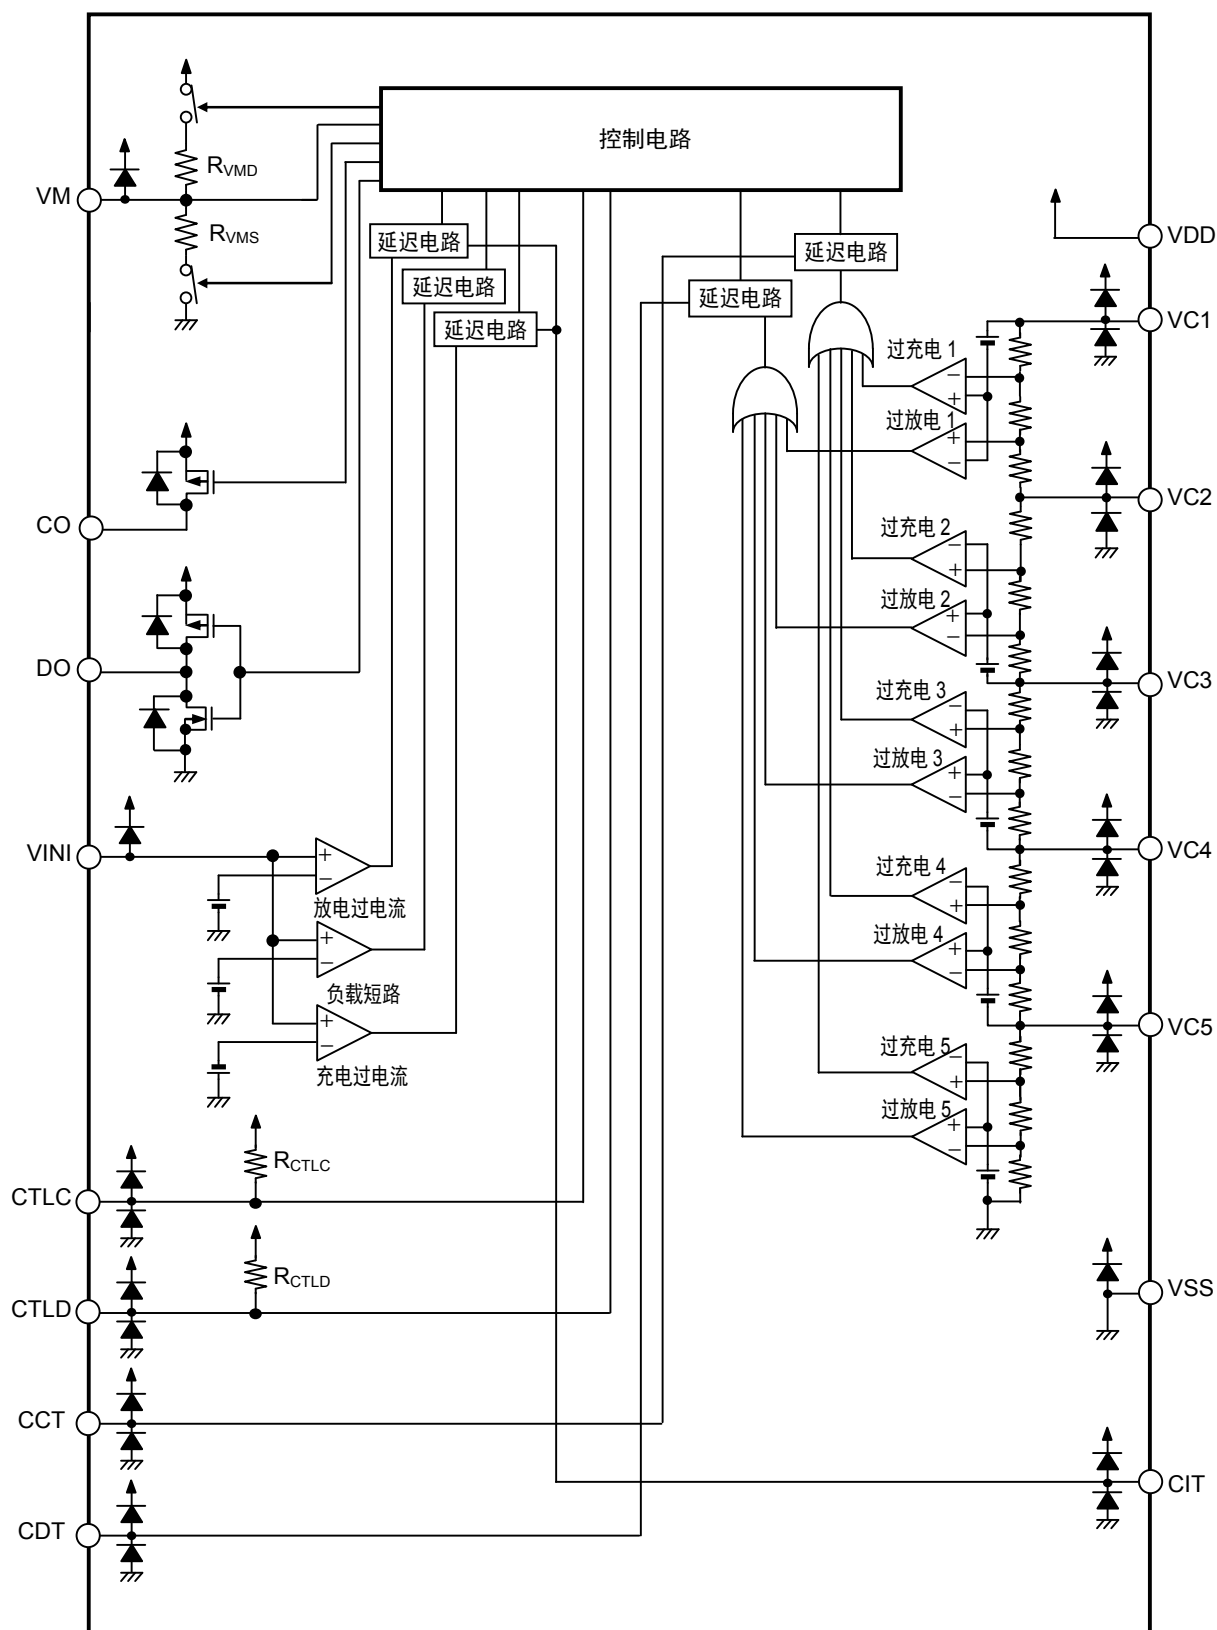 控制电路
RVMD
VM
RVMS
延迟电路
延迟电路
延迟电路
延迟电路
延迟电路
VDD
VC1
过充电 1
− +
过放电 1
+ −
VC2
CO
过充电 2
− +
过放电 2
+ −
DO
VC3
过充电 3
− +
过放电 3
+ −
VINI
VC4
+ −
放电过电流
过充电 4
− +
过放电 4
+ −
+ −
负载短路
VC5
+ −
充电过电流
过充电 5
− +
过放电 5
+ −
RCTLC
CTLC
RCTLD
CTLD
VSS
CCT
CIT
CDT